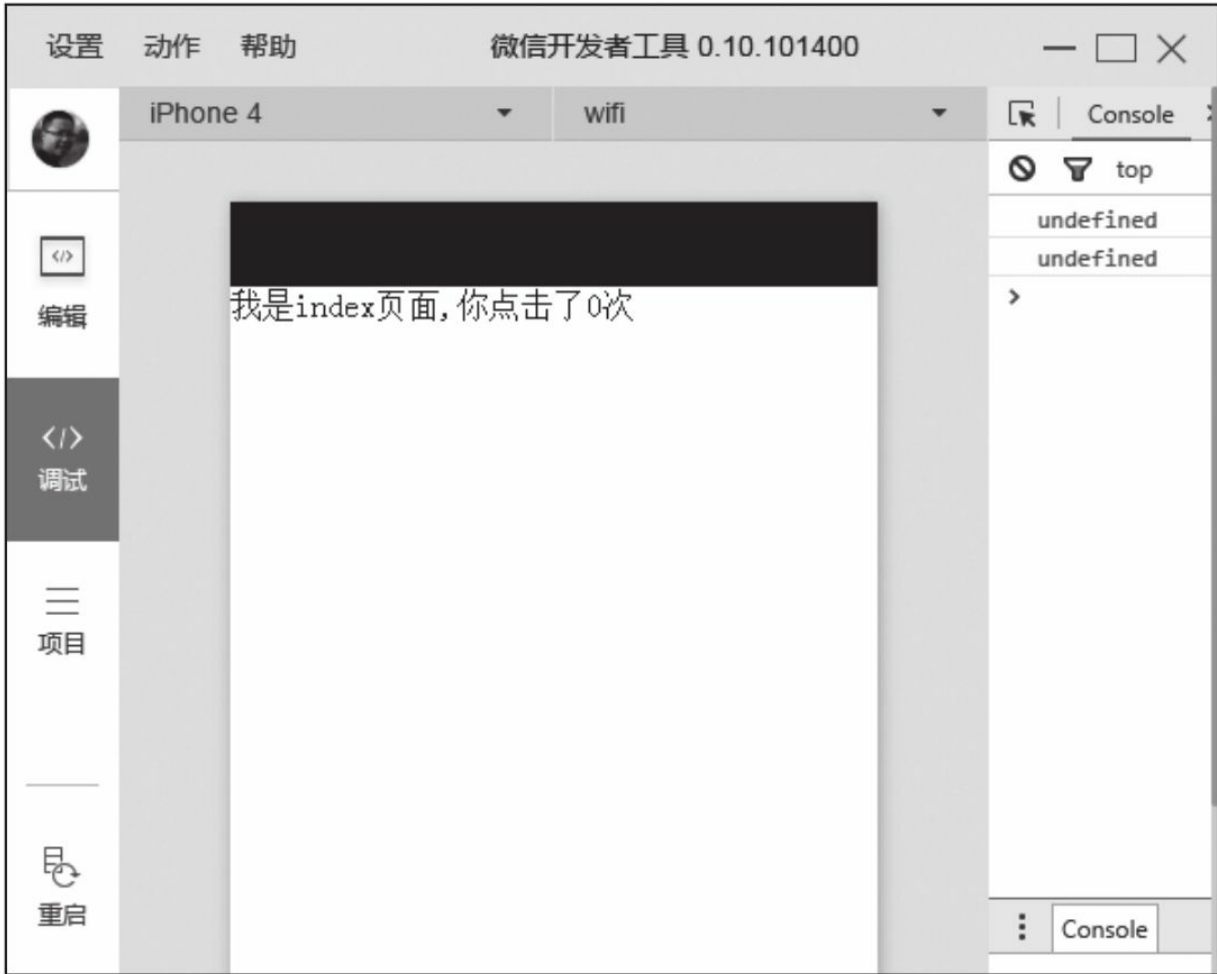 设置 动作 帮助 微信开发者工具 0.10.101400
iPhone 4 wifi Console
top
undefined
undefined
我是index页面,你点击了0次
编辑
调试
项目
重启
Console